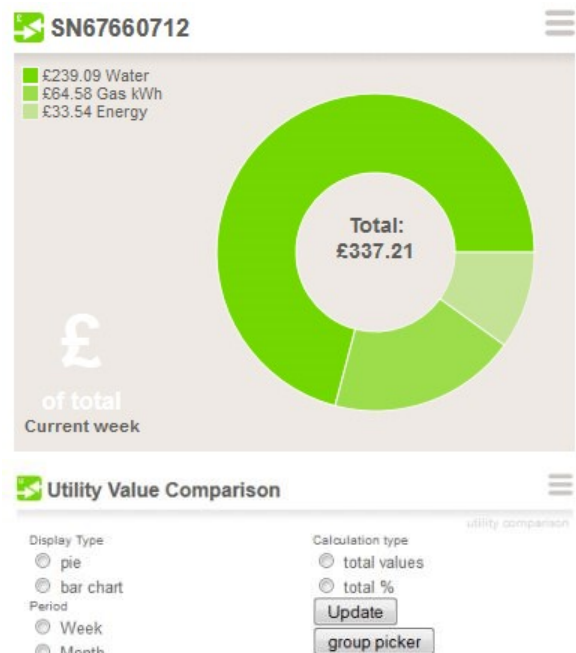 SN67660712
£239.09 Water
£64.58 Gas kWh
£33.54 Energy
Total:
£337.21
£
of total
Current week
Utility Value Comparison
utility comparison
Display Type
pie
bar chart
Period
Week
Month
Calculation type
total values
total %
Update
group picker